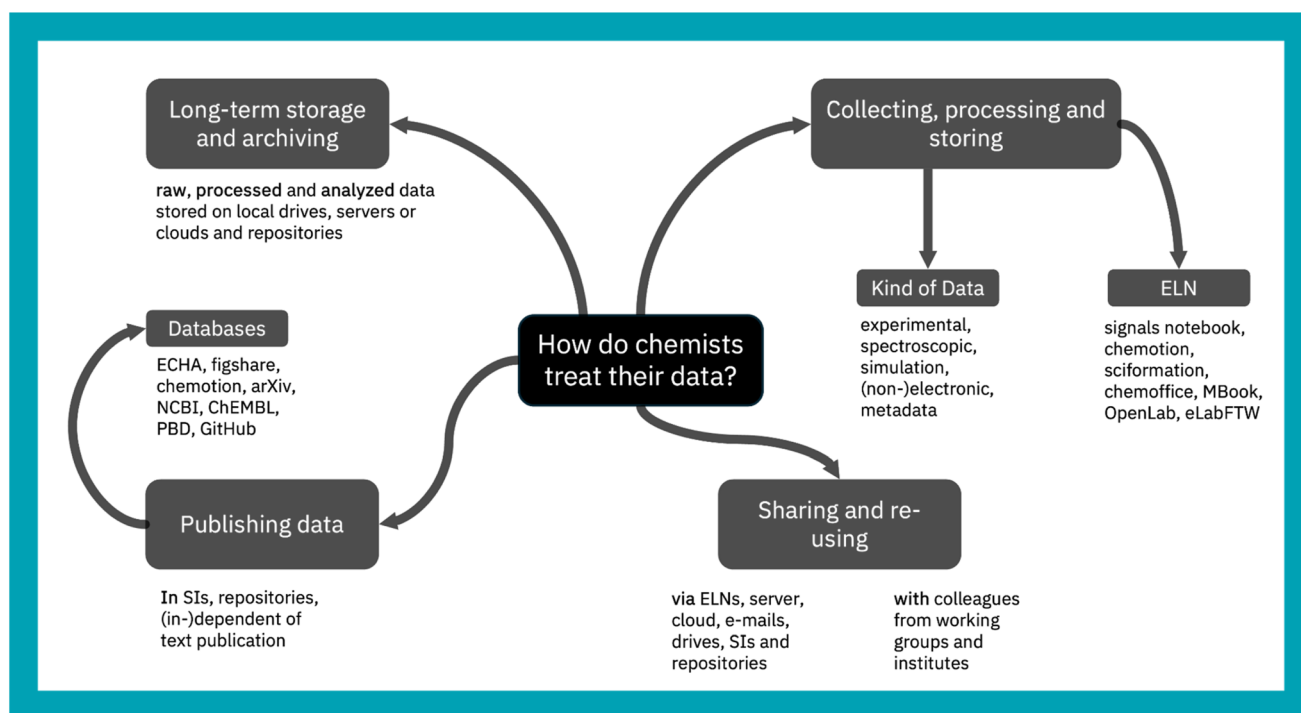 Long-term storage
and archiving
raw, processed and analyzed data
stored on local drives, servers or
clouds and repositories
Collecting, processing and
storing
Kind of Data
experimental,
spectroscopic,
simulation,
(non-)electronic,
metadata
ELN
signals notebook,
chemotion,
sciformation,
chemoffice, MBook,
OpenLab, eLabFTW
How do chemists
treat their data?
Databases
ECHA, figshare,
chemotion, arXiv,
NCBI, ChEMBL,
PBD, GitHub
Publishing data
In SIs, repositories,
(in-)dependent of
text publication
Sharing and re-
using
via ELNs, server,
cloud, e-mails,
drives, SIs and
repositories
with colleagues
from working
groups and
institutes